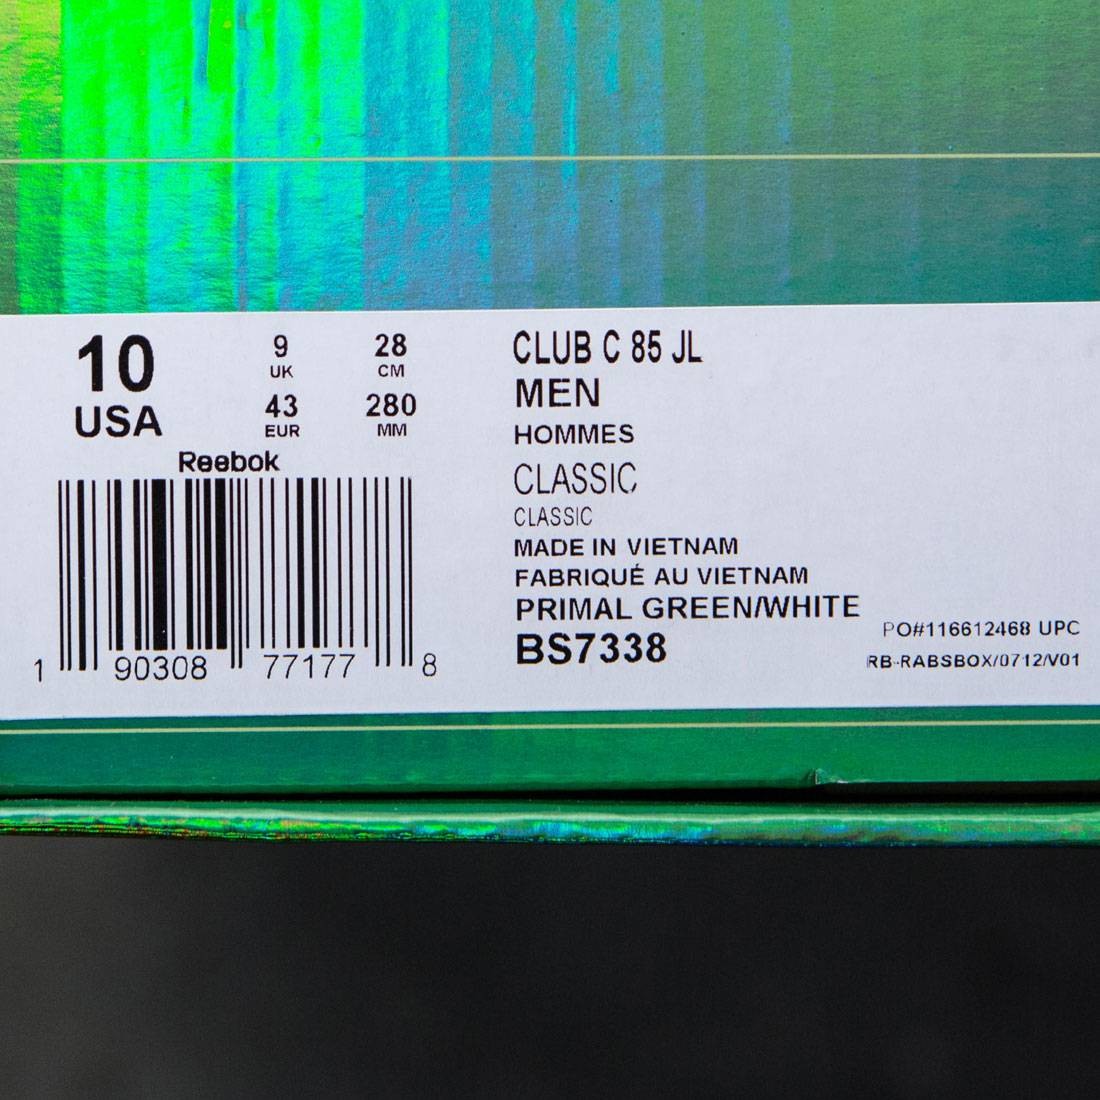 10
USA
9
UK
28
CM
43
EUR
280
MM
Reebok
1 90308 77177 8
CLUB C 85 JL
MEN
HOMMES
CLASSIC
CLASSIC
MADE IN VIETNAM
FABRIQUÉ AU VIETNAM
PRIMAL GREEN/WHITE
BS7338
PO#116612468 UPC
RB-RABSBOX/0712/V01